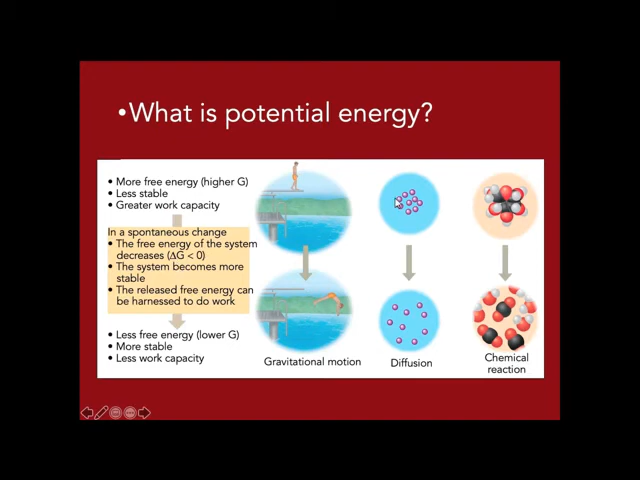 •What is potential energy?
• More free energy (higher G)
• Less stable
• Greater work capacity
In a spontaneous change
• The free energy of the system
decreases (ΔG < 0)
• The system becomes more
stable
• The released free energy can
be harnessed to do work
• Less free energy (lower G)
• More stable
• Less work capacity
Gravitational motion
Diffusion
Chemical
reaction